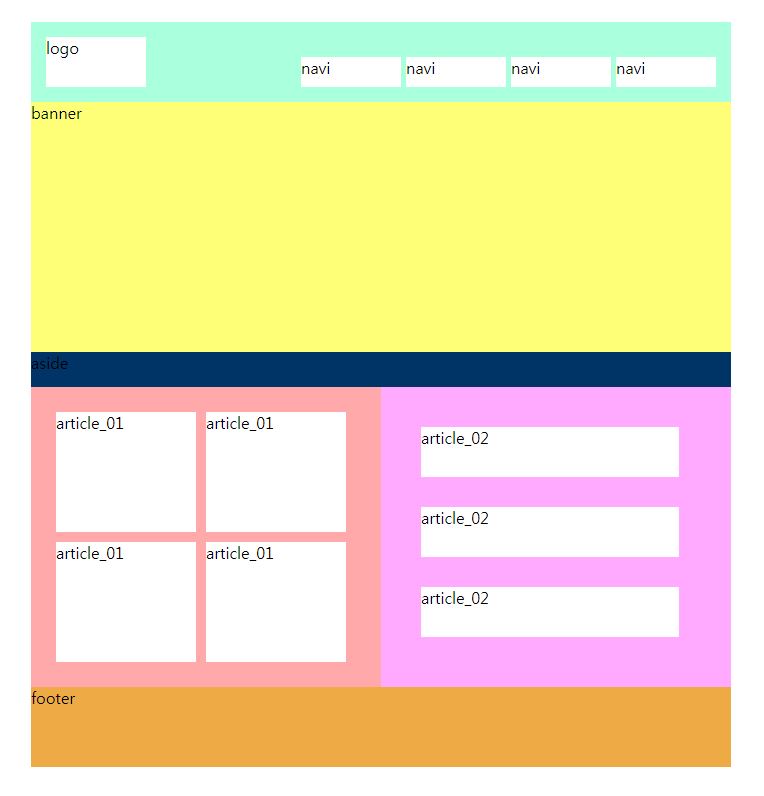 logo
navi navi navi navi
banner
aside
article_01 article_01
article_01 article_01
article_02
article_02
article_02
footer